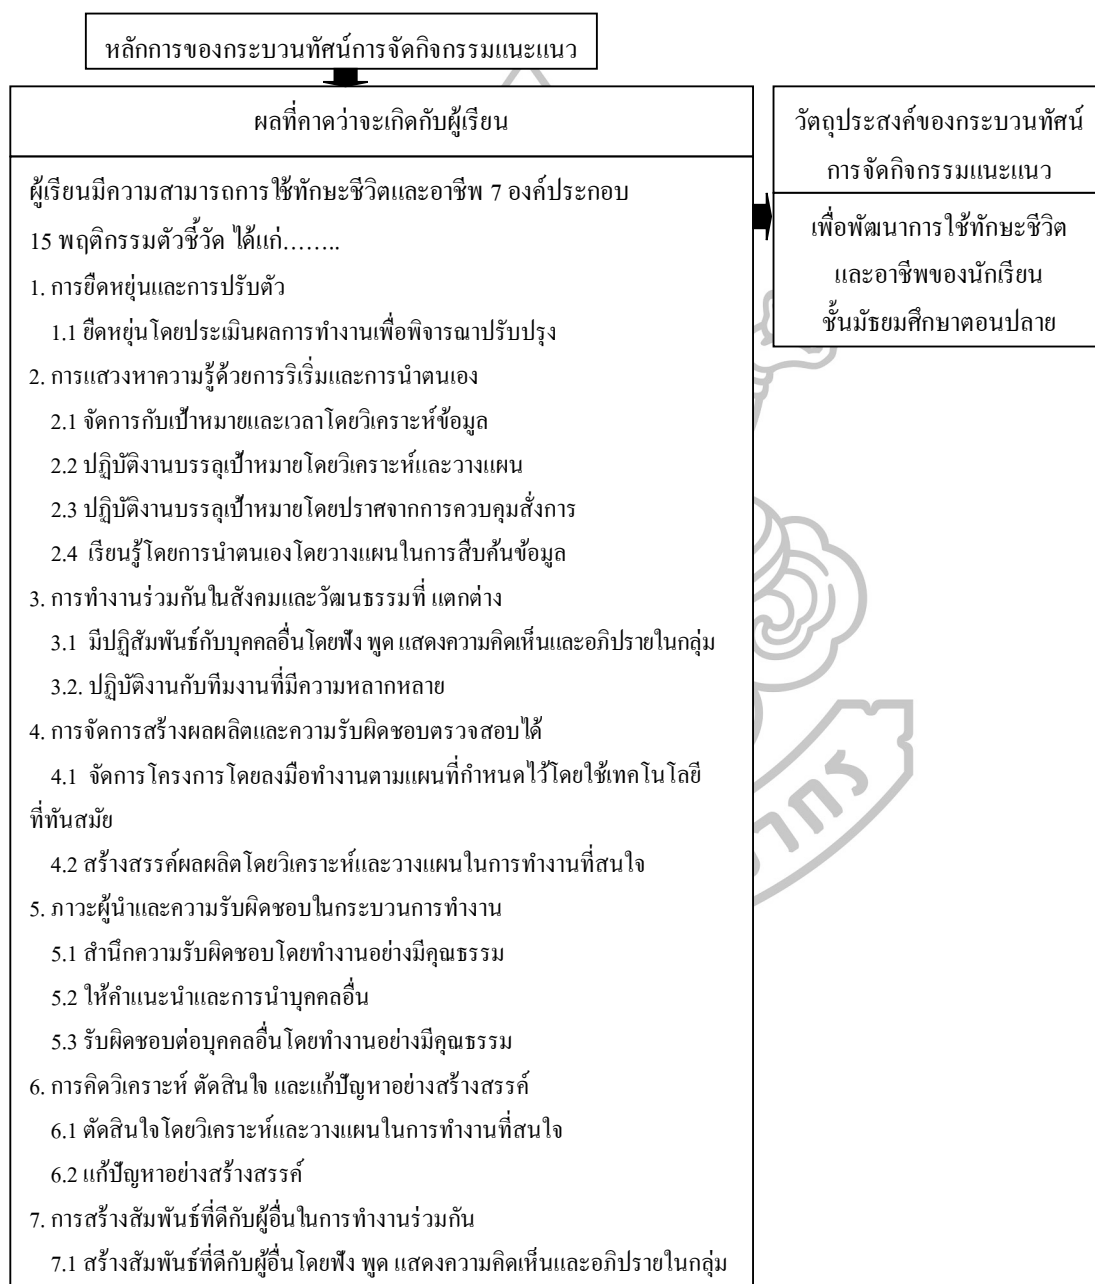 หลักการของกระบวนทัศน์การจัดกิจกรรมแนะแนว
ผลที่คาดว่าจะเกิดกับผู้เรียน
ผู้เรียนมีความสามารถการใช้ทักษะชีวิตและอาชีพ 7 องค์ประกอบ
15 พฤติกรรมตัวชี้วัด ได้แก่........
1. การยืดหยุ่นและการปรับตัว
1.1 ยืดหยุ่นโดยประเมินผลการทำงานเพื่อพิจารณาปรับปรุง
2. การแสวงหาความรู้ด้วยการริเริ่มและการนำตนเอง
2.1 จัดการกับเป้าหมายและเวลาโดยวิเคราะห์ข้อมูล
2.2 ปฏิบัติงานบรรลุเป้าหมายโดยวิเคราะห์และวางแผน
2.3 ปฏิบัติงานบรรลุเป้าหมายโดยปราศจากการควบคุมสั่งการ
2.4 เรียนรู้โดยการนำตนเองโดยวางแผนในการสืบค้นข้อมูล
3. การทำงานร่วมกันในสังคมและวัฒนธรรมที่ แตกต่าง
3.1 มีปฏิสัมพันธ์กับบุคคลอื่นโดยฟัง พูด แสดงความคิดเห็นและอภิปรายในกลุ่ม
3.2. ปฏิบัติงานกับทีมงานที่มีความหลากหลาย
4. การจัดการสร้างผลผลิตและความรับผิดชอบตรวจสอบได้
4.1 จัดการโครงการโดยลงมือทำงานตามแผนที่กำหนดไว้โดยใช้เทคโนโลยี
ที่ทันสมัย
4.2 สร้างสรรค์ผลผลิตโดยวิเคราะห์และวางแผนในการทำงานที่สนใจ
5. ภาวะผู้นำและความรับผิดชอบในกระบวนการทำงาน
5.1 สำนึกความรับผิดชอบโดยทำงานอย่างมีคุณธรรม
5.2 ให้คำแนะนำและการนำบุคคลอื่น
5.3 รับผิดชอบต่อบุคคลอื่นโดยทำงานอย่างมีคุณธรรม
6. การคิดวิเคราะห์ ตัดสินใจ และแก้ปัญหาอย่างสร้างสรรค์
6.1 ตัดสินใจโดยวิเคราะห์และวางแผนในการทำงานที่สนใจ
6.2 แก้ปัญหาอย่างสร้างสรรค์
7. การสร้างสัมพันธ์ที่ดีกับผู้อื่นในการทำงานร่วมกัน
7.1 สร้างสัมพันธ์ที่ดีกับผู้อื่นโดยฟัง พูด แสดงความคิดเห็นและอภิปรายในกลุ่ม
วัตถุประสงค์ของกระบวนทัศน์
การจัดกิจกรรมแนะแนว
เพื่อพัฒนาการใช้ทักษะชีวิต
และอาชีพของนักเรียน
ชั้นมัธยมศึกษาตอนปลาย